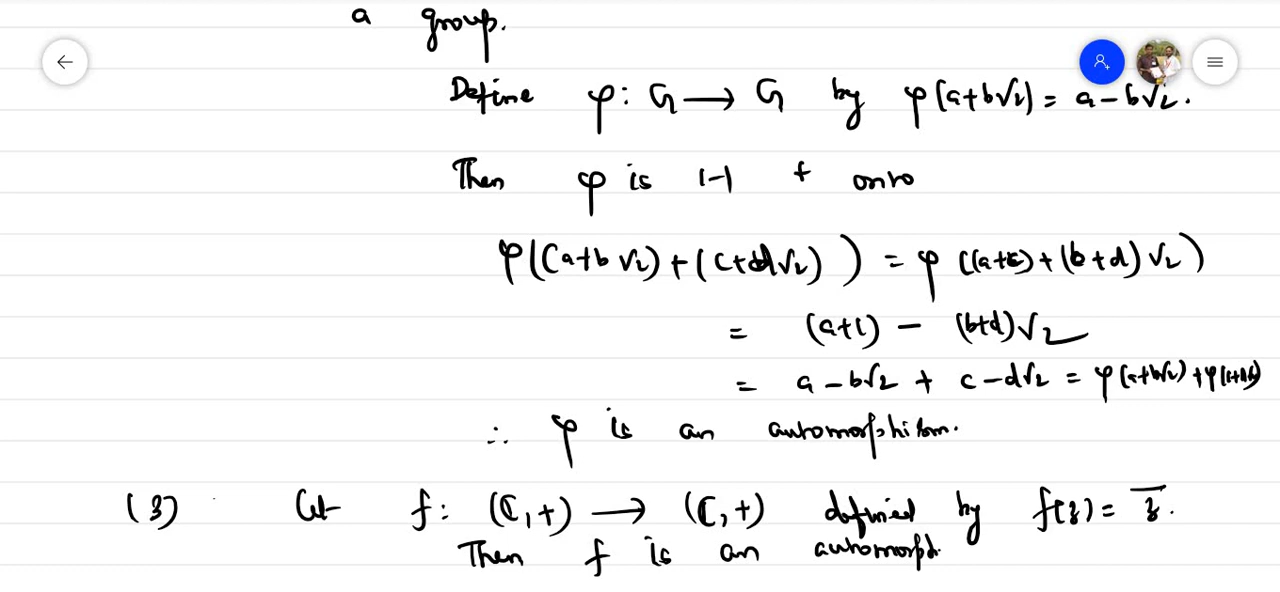 a group.
Define φ: G → G by φ(a+b√2) = a-b√2.
Then φ is 1-1 + onto
φ((a+b√2)+(c+d√2)) = φ((a+c)+(b+d)√2)
= (a+c) - (b+d)√2
= a-b√2 + c-d√2 = φ(a+b√2)+φ(c+d√2)
∴ φ is an automorphism.
(3) Let f: (ℂ,+) → (ℂ,+) defined by f(z) = z̅.
Then f is an automorph.